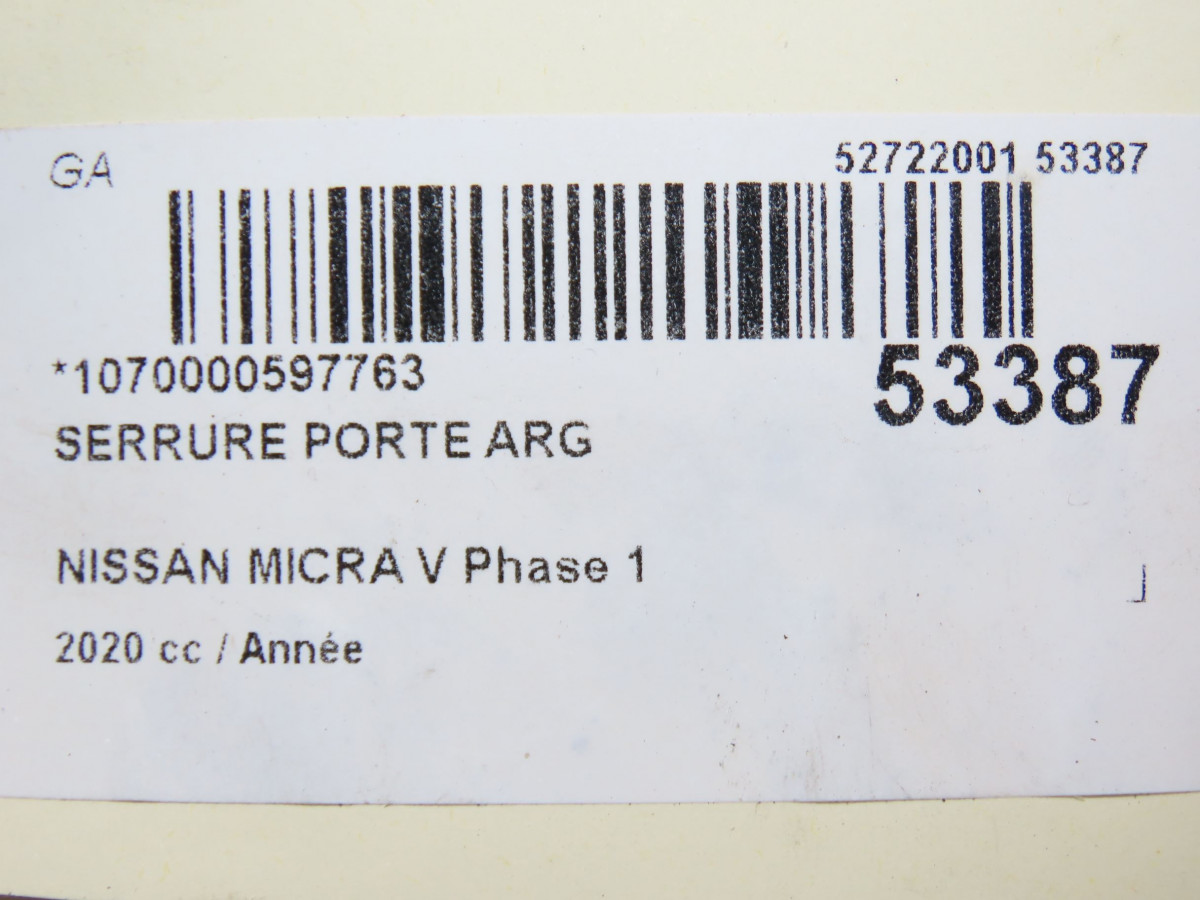 GA
52722001 53387
*1070000597763
53387
SERRURE PORTE ARG
NISSAN MICRA V Phase 1
2020 cc / Année